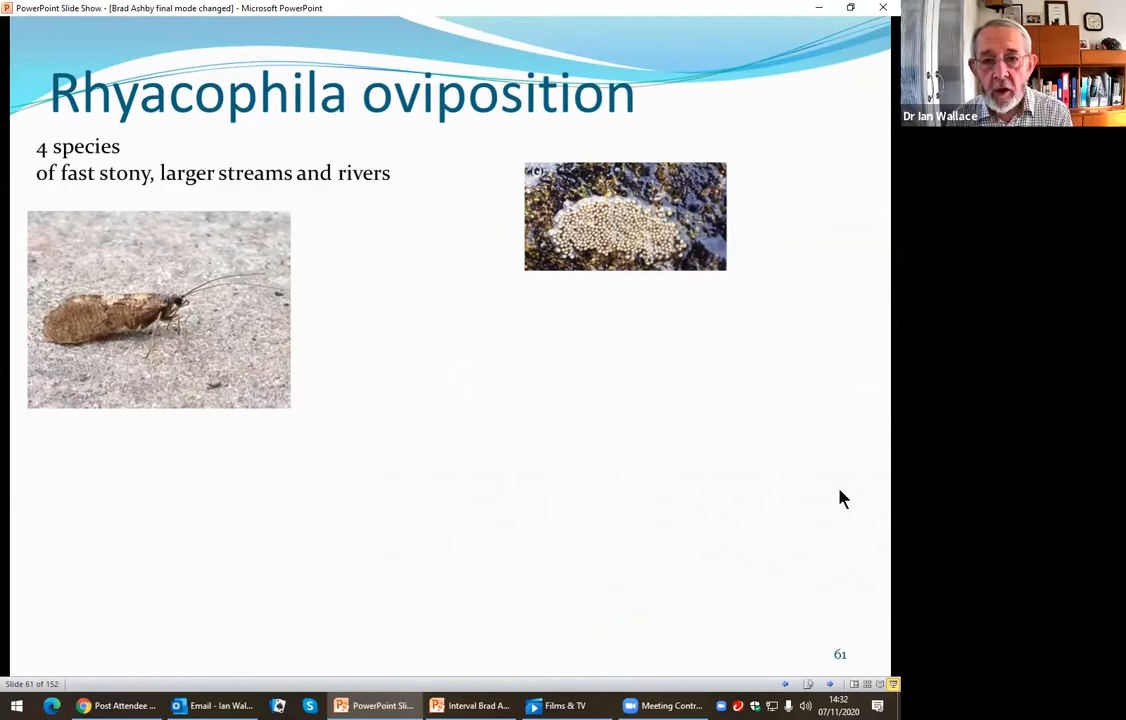 PowerPoint Slide Show - [Brad Ashby final mode changed] - Microsoft PowerPoint
Rhyacophila oviposition
4 species
of fast stony, larger streams and rivers
(c)
Dr Ian Wallace
61
Slide 61 of 152
Post Attendee ...
Email - Ian Wal...
PowerPoint Sli...
Interval Brad A...
Films & TV
Meeting Contr...
14:32
07/11/2020